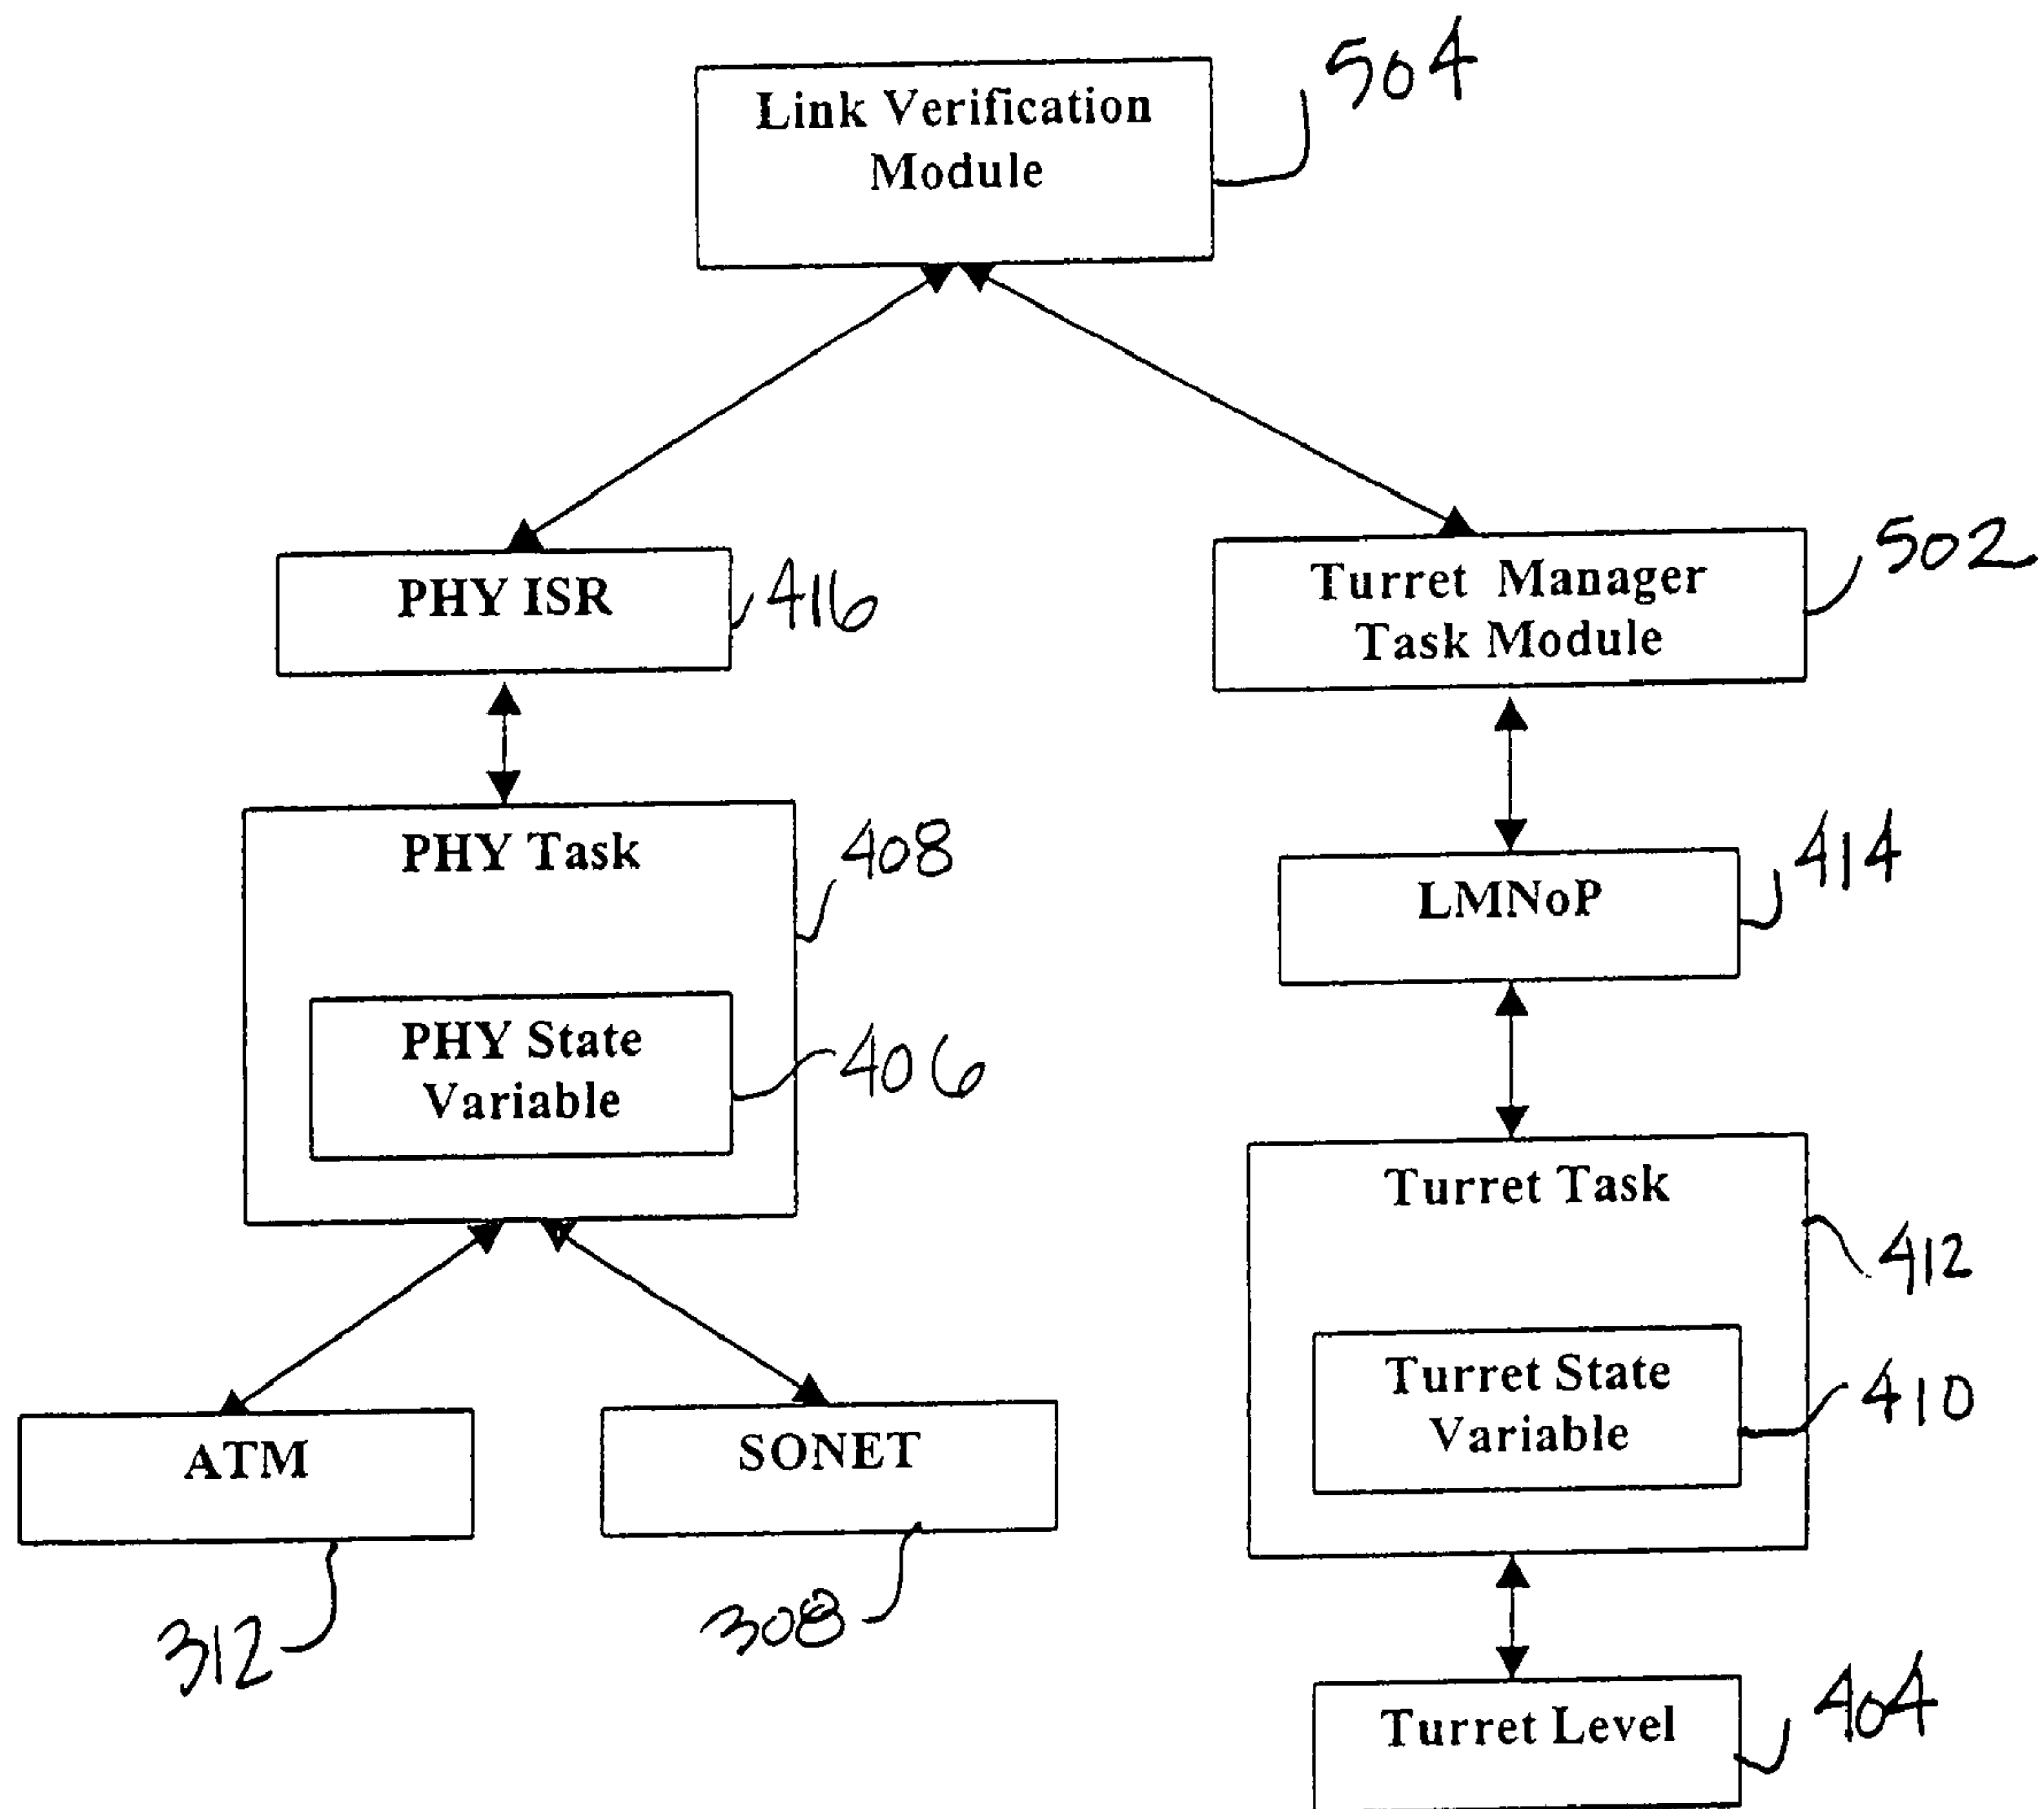 Link Verification
Module
504
PHY ISR
416
Turret Manager
Task Module
502
PHY Task
408
LMNoP
414
PHY State
Variable
406
Turret Task
412
ATM
312
SONET
308
Turret State
Variable
410
Turret Level
404